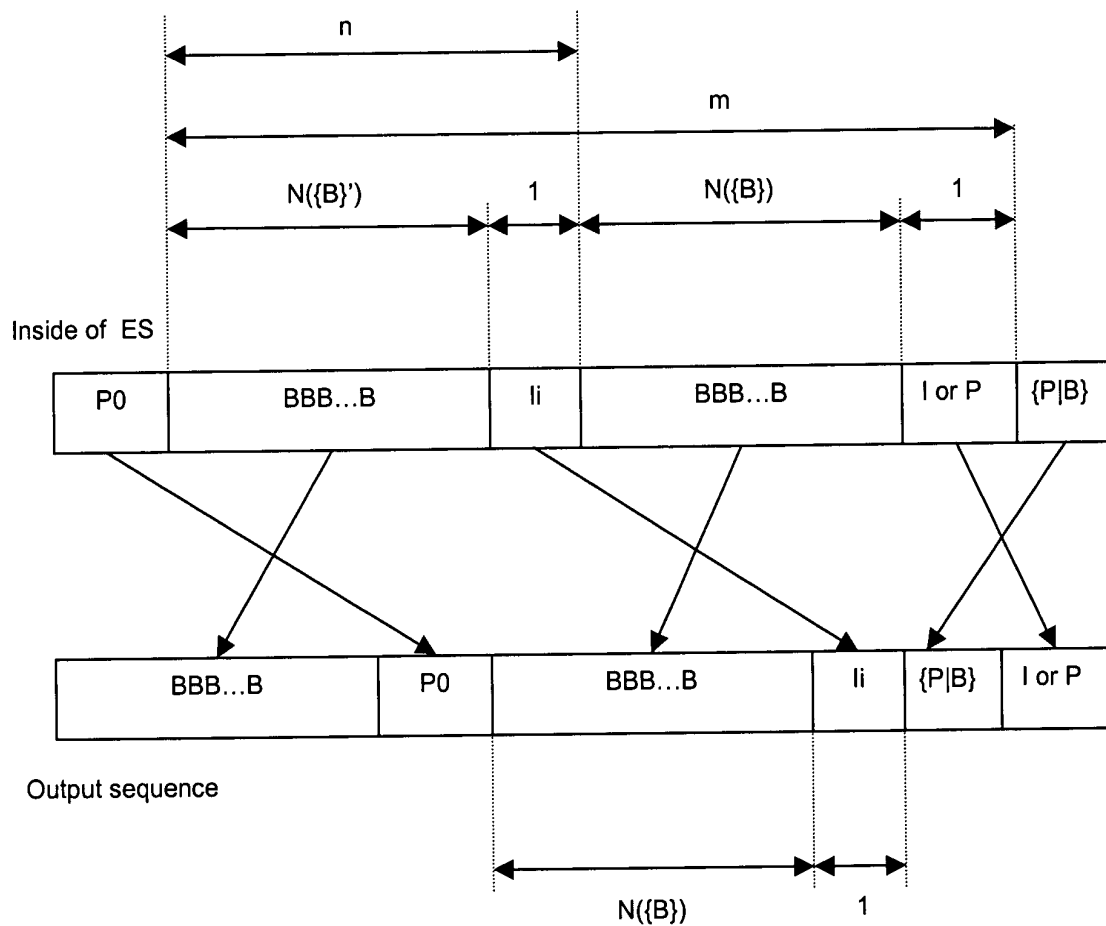 n
m
N({B}’) 1 N({B}) 1
Inside of ES
P0 BBB...B Ii BBB...B I or P {P|B}
BBB...B P0 BBB...B Ii {P|B} I or P
Output sequence
N({B}) 1